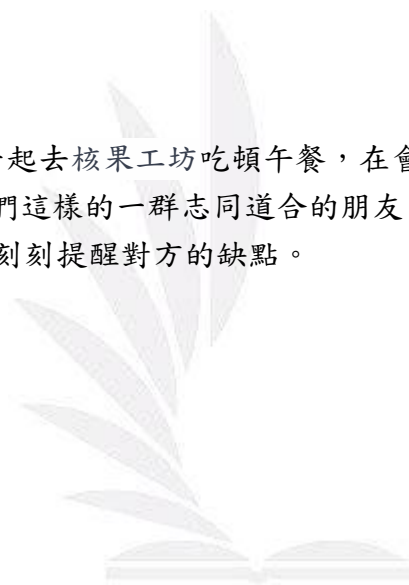 起去核果工坊吃頓午餐，在會
們這樣的一群志同道合的朋友
刻刻提醒對方的缺點。